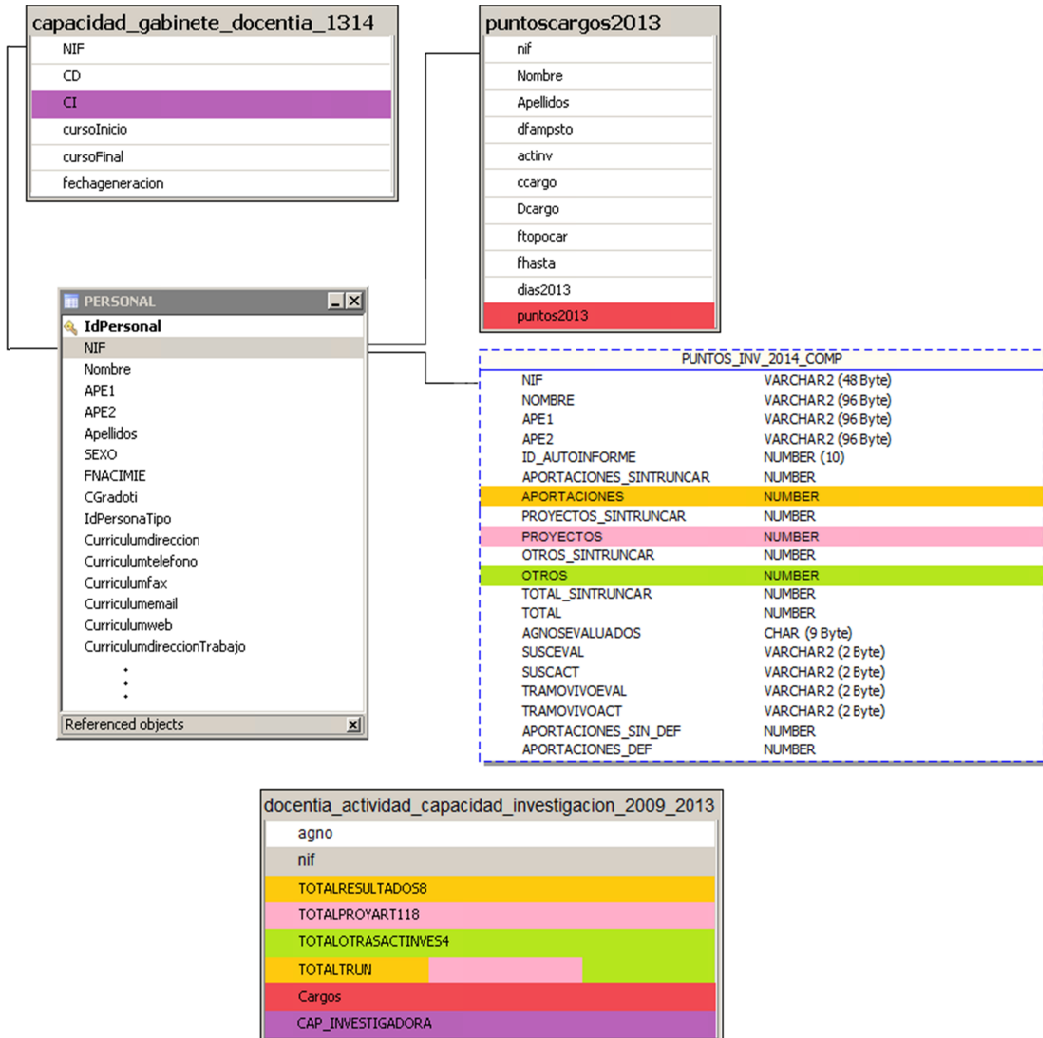 capacidad_gabinete_docentia_1314
NIF
CD
CI
cursoInicio
cursoFinal
fechageneracion
puntoscargos2013
nif
Nombre
Apellidos
dfampsto
actinv
ccargo
Dcargo
ftopocar
fhasta
dias2013
puntos2013
PERSONAL
IdPersonal
NIF
Nombre
APE1
APE2
Apellidos
SEXO
FNACIMIE
CGradoti
IdPersonaTipo
Curriculumdireccion
Curriculumtelefono
Curriculumfax
Curriculumemail
Curriculumweb
CurriculumdireccionTrabajo
Referenced objects
PUNTOS_INV_2014_COMP
NIF VARCHAR2 (48 Byte)
NOMBRE VARCHAR2 (96 Byte)
APE1 VARCHAR2 (96 Byte)
APE2 VARCHAR2 (96 Byte)
ID_AUTOINFORME NUMBER (10)
APORTACIONES_SINTRUNCAR NUMBER
APORTACIONES NUMBER
PROYECTOS_SINTRUNCAR NUMBER
PROYECTOS NUMBER
OTROS_SINTRUNCAR NUMBER
OTROS NUMBER
TOTAL_SINTRUNCAR NUMBER
TOTAL NUMBER
AGNOSEVALUADOS CHAR (9 Byte)
SUSCEVAL VARCHAR2 (2 Byte)
SUSCACT VARCHAR2 (2 Byte)
TRAMOVIVOEVAL VARCHAR2 (2 Byte)
TRAMOVIVOACT VARCHAR2 (2 Byte)
APORTACIONES_SIN_DEF NUMBER
APORTACIONES_DEF NUMBER
docentia_actividad_capacidad_investigacion_2009_2013
agno
nif
TOTALRESULTADOS8
TOTALPROYART118
TOTALOTRASACTINVES4
TOTALTRUN
Cargos
CAP_INVESTIGADORA